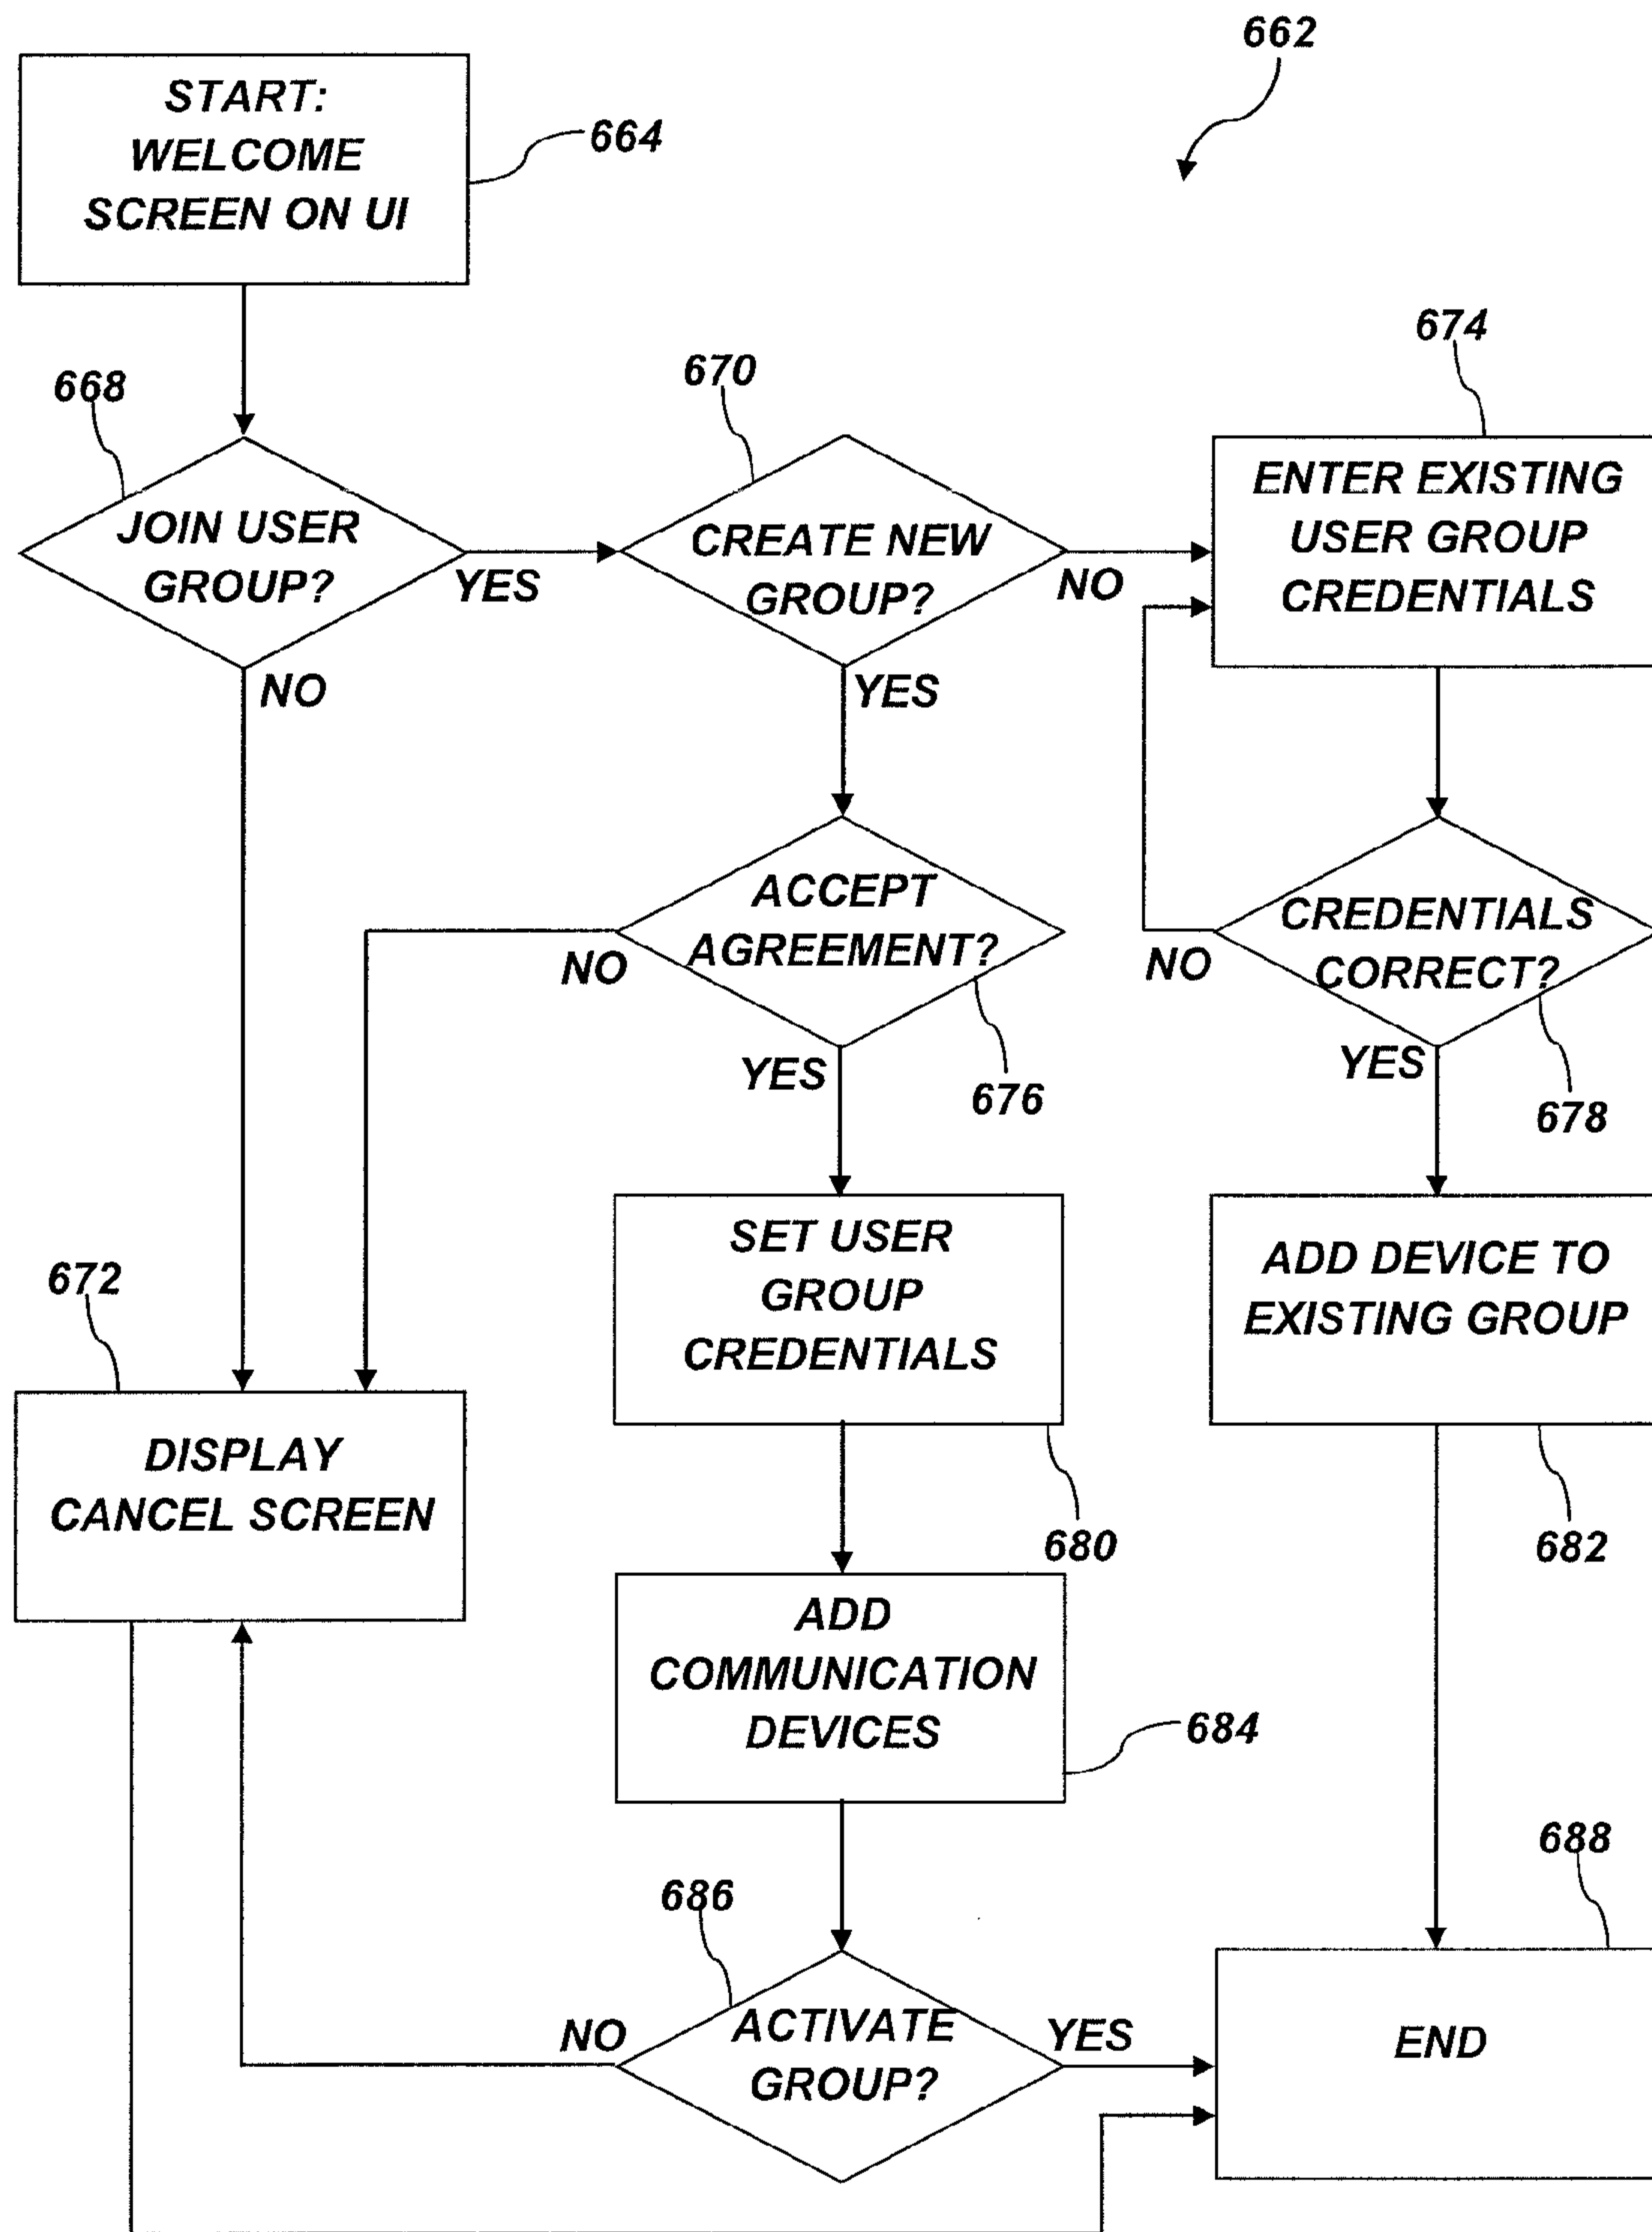 662
START:
WELCOME
SCREEN ON UI
664
668
JOIN USER
GROUP?
YES
NO
670
CREATE NEW
GROUP?
NO
YES
674
ENTER EXISTING
USER GROUP
CREDENTIALS
ACCEPT
AGREEMENT?
NO
YES
676
CREDENTIALS
CORRECT?
NO
YES
678
672
DISPLAY
CANCEL SCREEN
SET USER
GROUP
CREDENTIALS
680
ADD DEVICE TO
EXISTING GROUP
682
ADD
COMMUNICATION
DEVICES
684
686
ACTIVATE
GROUP?
NO
YES
688
END